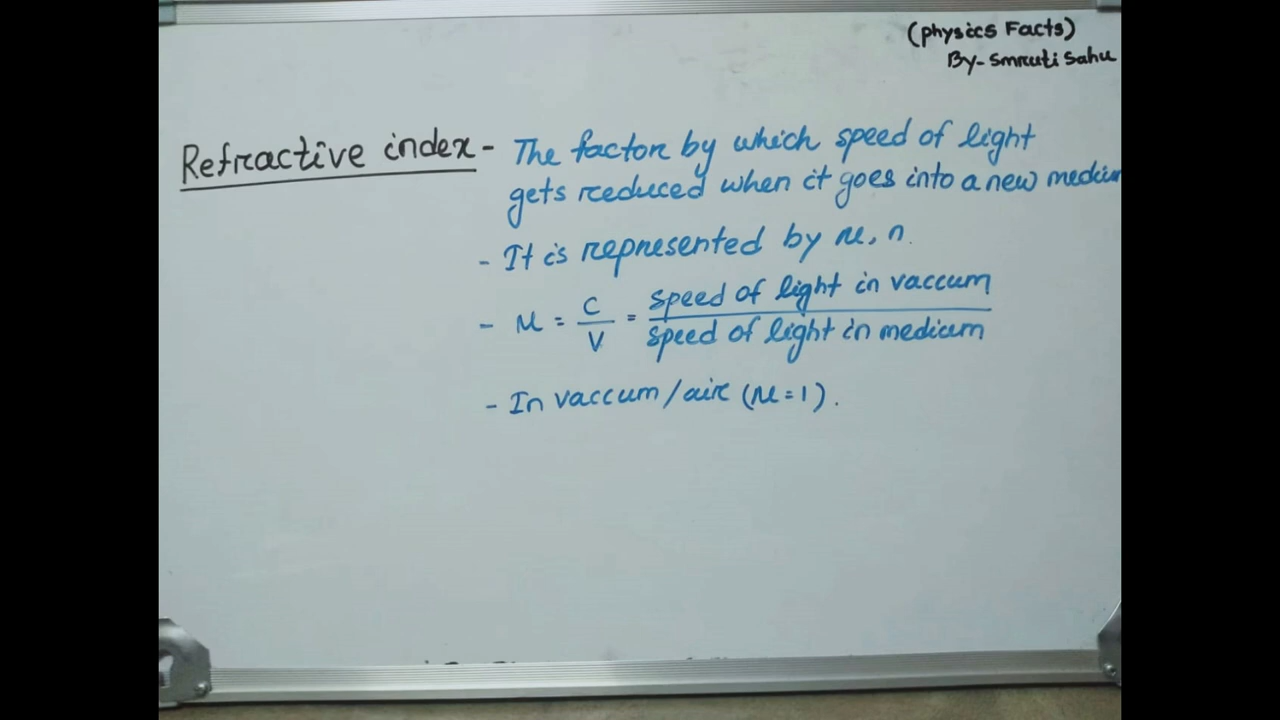 (physics Facts)
By- Smruti Sahu
Refractive index - The factor by which speed of light
gets reduced when it goes into a new medium
- It is represented by μ, n.
- μ = C/V = speed of light in vaccum / speed of light in medium
- In vaccum/air (μ=1).